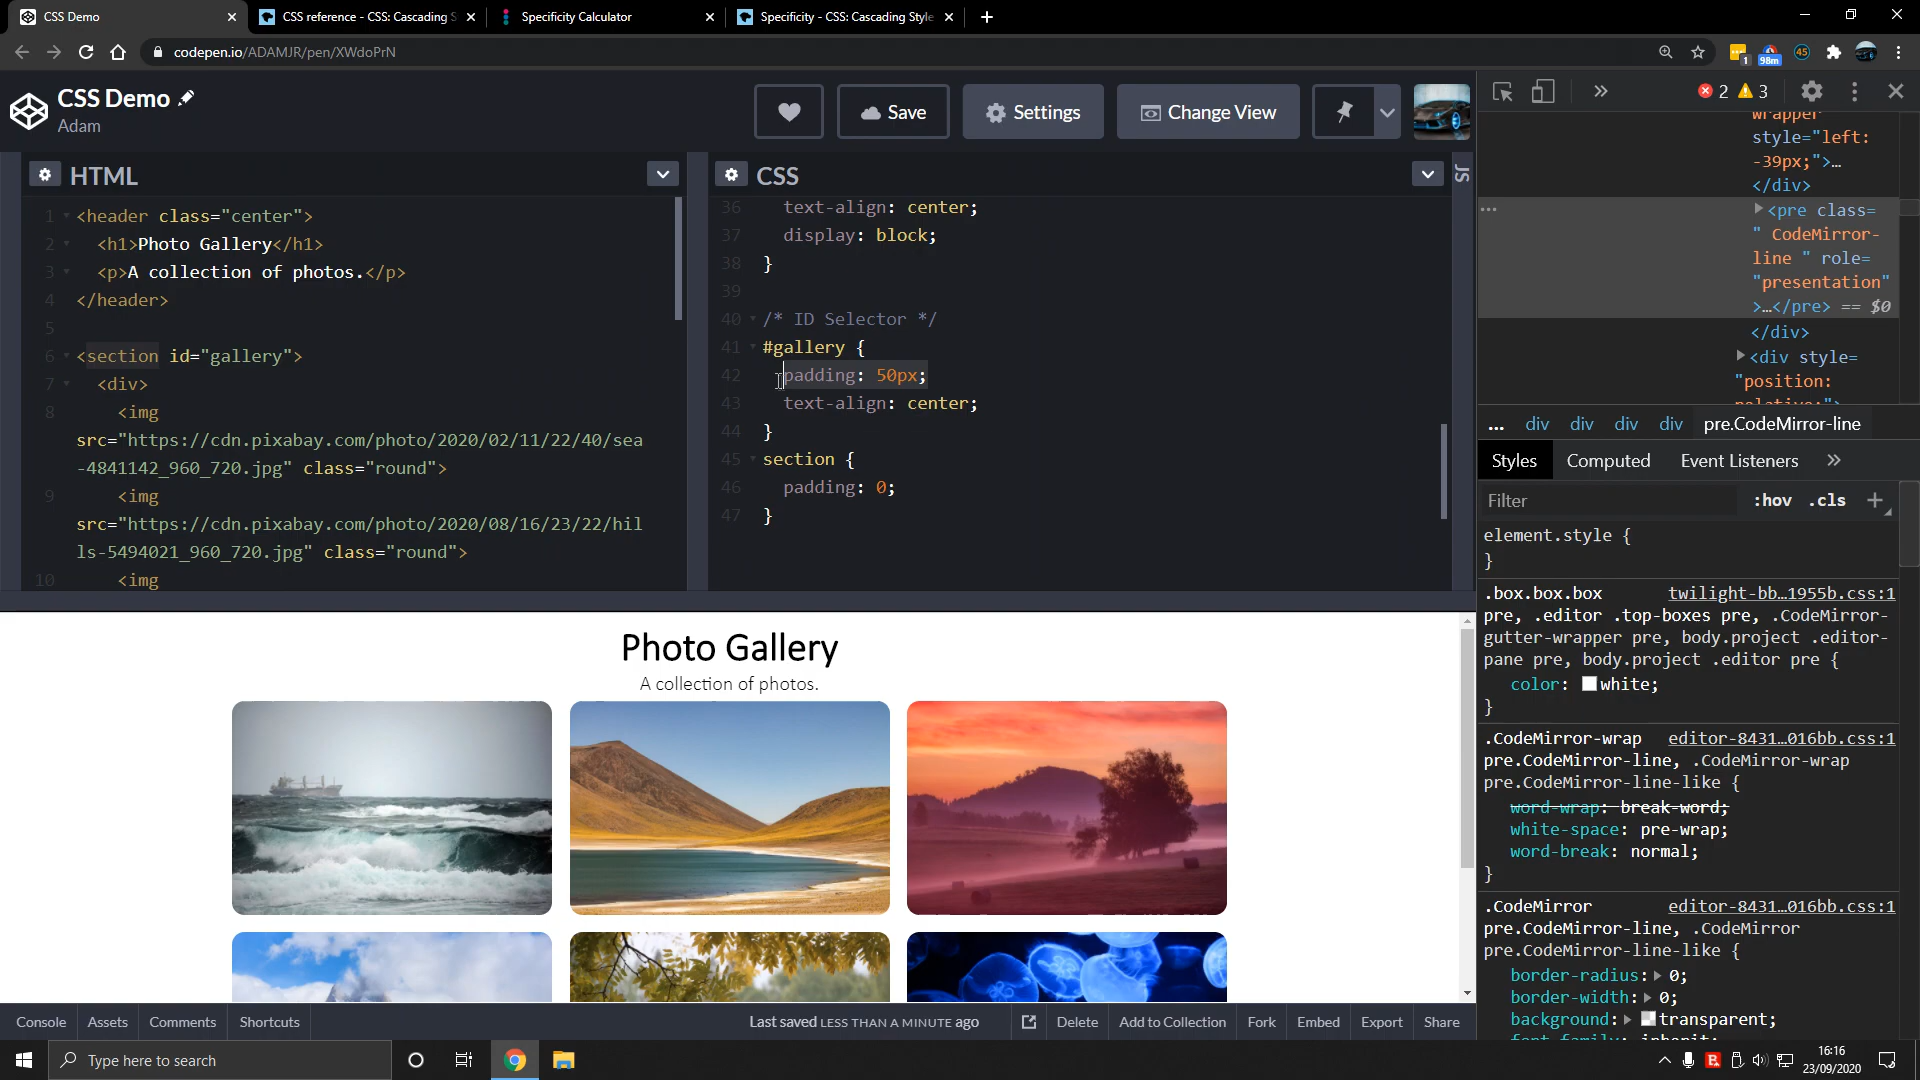 CSS Demo
CSS reference - CSS: Cascading S
Specificity Calculator
Specificity - CSS: Cascading Style
codepen.io/ADAMJR/pen/XWdoPrN
1
98m
45
CSS Demo
Adam
Save
Settings
Change View
HTML
1 <header class="center">
2 <h1>Photo Gallery</h1>
3 <p>A collection of photos.</p>
4 </header>
5
6 <section id="gallery">
7 <div>
8 <img
src="https://cdn.pixabay.com/photo/2020/02/11/22/40/sea
-4841142_960_720.jpg" class="round">
9 <img
src="https://cdn.pixabay.com/photo/2020/08/16/23/22/hil
ls-5494021_960_720.jpg" class="round">
10 <img
CSS
36 text-align: center;
37 display: block;
38 }
39
40 /* ID Selector */
41 #gallery {
42 padding: 50px;
43 text-align: center;
44 }
45 section {
46 padding: 0;
47 }
JS
2 3
wrapper
style="left:
-39px;">…
</div>
<pre class=
" CodeMirror-
line " role=
"presentation"
>…</pre> == $0
</div>
<div style=
"position:
relative;">
... div div div div pre.CodeMirror-line
Styles Computed Event Listeners
Filter :hov .cls +
element.style {
}
.box.box.box twilight-bb…1955b.css:1
pre, .editor .top-boxes pre, .CodeMirror-
gutter-wrapper pre, body.project .editor-
pane pre, body.project .editor pre {
color: white;
}
.CodeMirror-wrap editor-8431…016bb.css:1
pre.CodeMirror-line, .CodeMirror-wrap
pre.CodeMirror-line-like {
word-wrap: break-word;
white-space: pre-wrap;
word-break: normal;
}
.CodeMirror editor-8431…016bb.css:1
pre.CodeMirror-line, .CodeMirror
pre.CodeMirror-line-like {
border-radius: 0;
border-width: 0;
background: transparent;
font-family: inherit;
Photo Gallery
A collection of photos.
Console Assets Comments Shortcuts
Last saved LESS THAN A MINUTE ago
Delete Add to Collection Fork Embed Export Share
Type here to search
16:16
23/09/2020